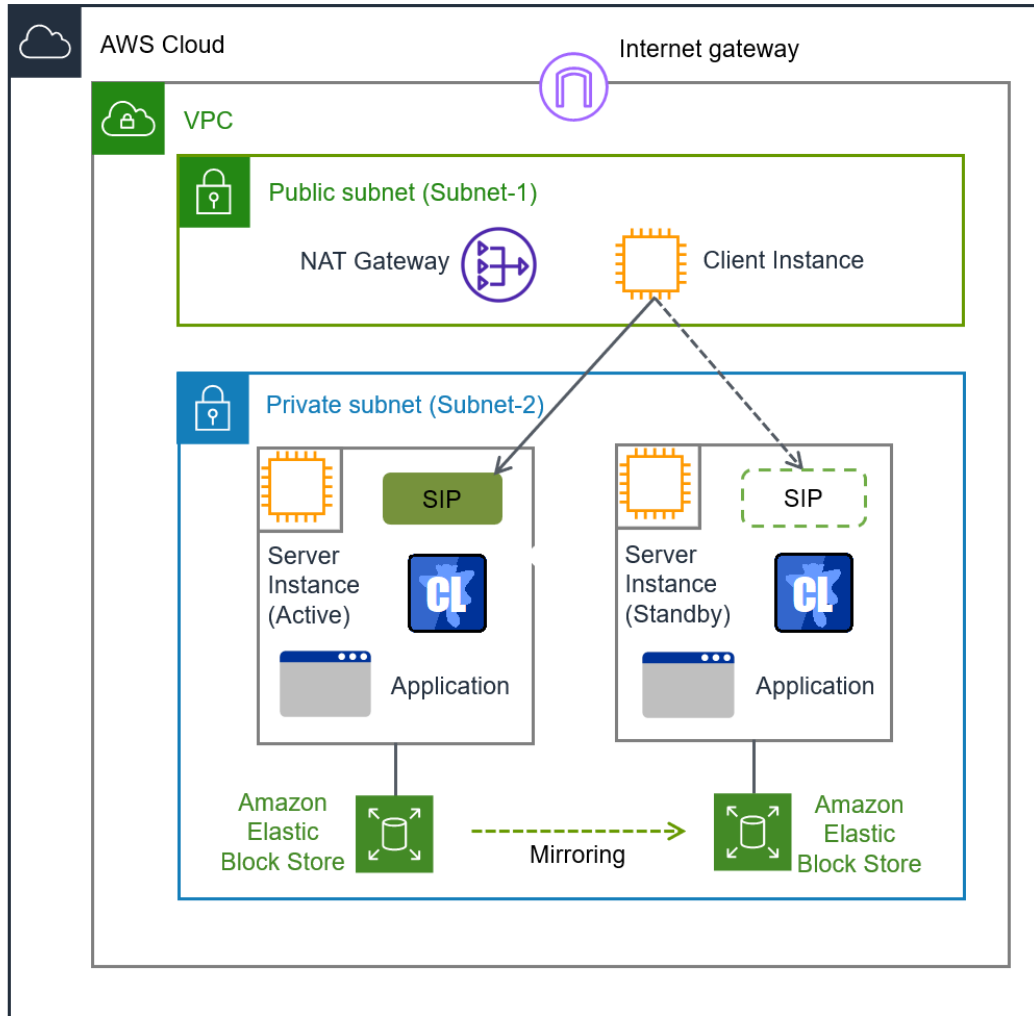 AWS Cloud
Internet gateway
VPC
Public subnet (Subnet-1)
NAT Gateway
Client Instance
Private subnet (Subnet-2)
SIP
CL
Server
Instance
(Active)
Application
SIP
CL
Server
Instance
(Standby)
Application
Amazon
Elastic
Block Store
Mirroring
Amazon
Elastic
Block Store